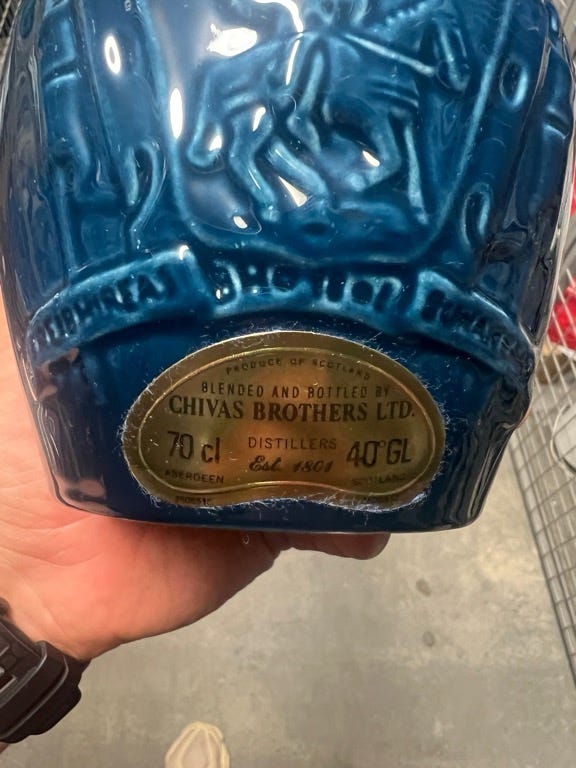 PRODUCE OF SCOTLAND
BLENDED AND BOTTLED BY
CHIVAS BROTHERS LTD.
70 cl DISTILLERS 40°GL
Est. 1801
ABERDEEN SCOTLAND